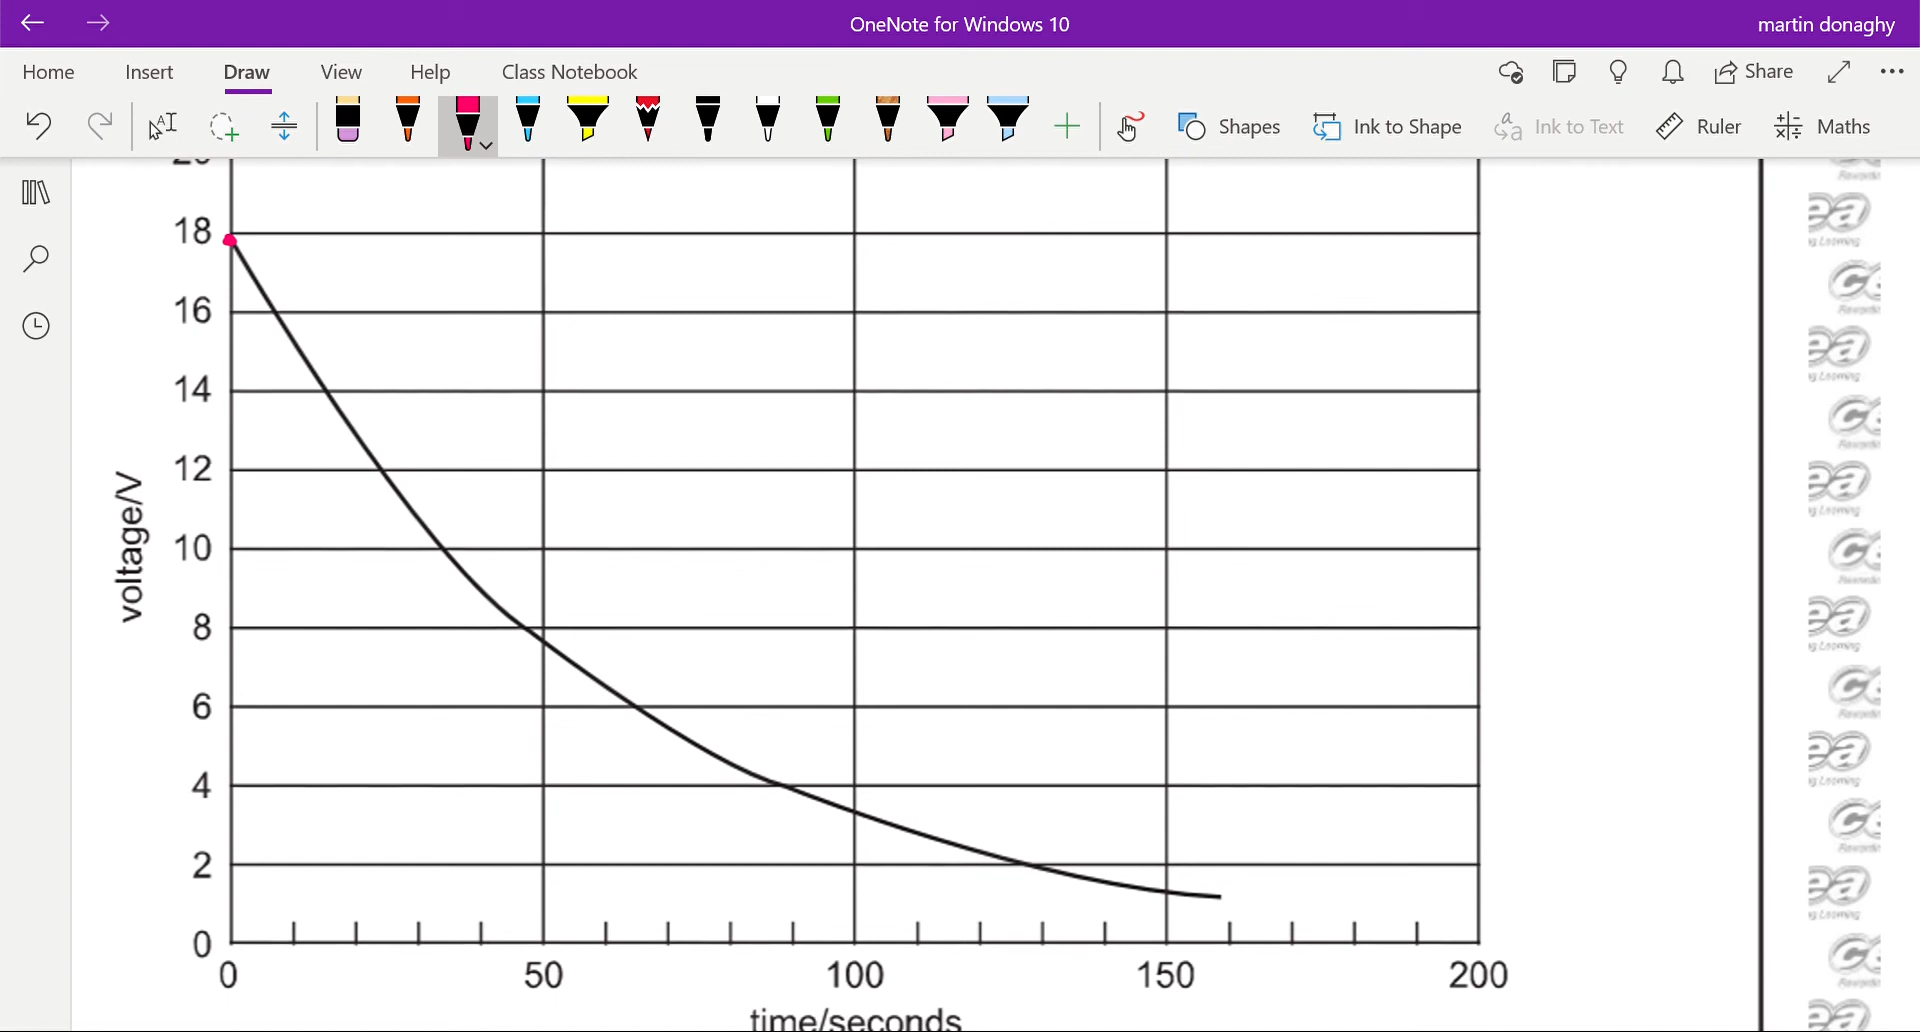 OneNote for Windows 10
martin donaghy
Home Insert Draw View Help Class Notebook
Share
Shapes Ink to Shape Ink to Text Ruler Maths
18
16
14
12
10
8
6
4
2
0
voltage/V
0 50 100 150 200
time/seconds